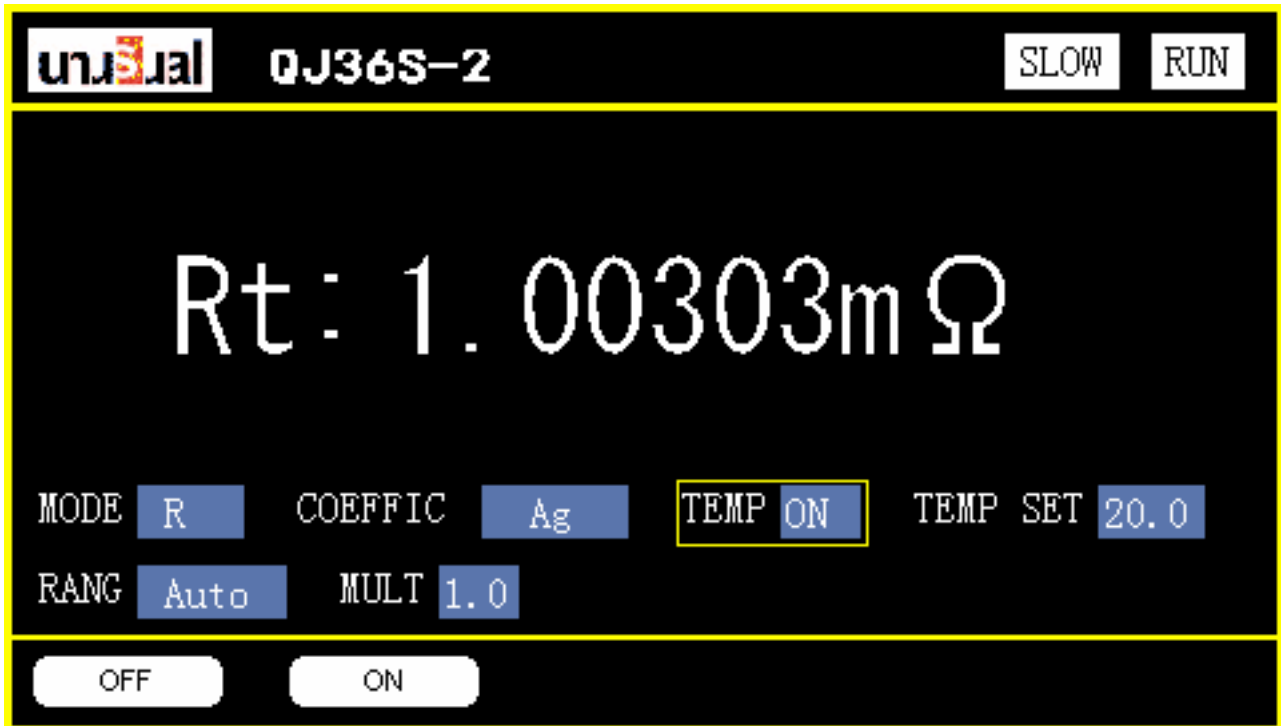 unusual QJ36S-2 SLOW RUN
Rt: 1.00303mΩ
MODE R COEFFIC Ag TEMP ON TEMP SET 20.0
RANG Auto MULT 1.0
OFF ON